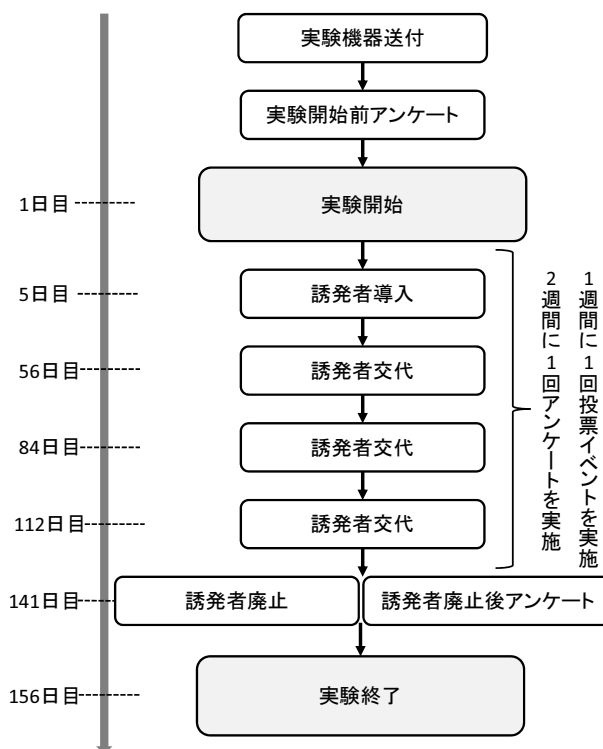 実験機器送付
実験開始前アンケート
1日目
実験開始
5日目
誘発者導入
56日目
誘発者交代
84日目
誘発者交代
112日目
誘発者交代
1週間に1回投票イベントを実施
2週間に1回アンケートを実施
141日目
誘発者廃止
誘発者廃止後アンケート
156日目
実験終了